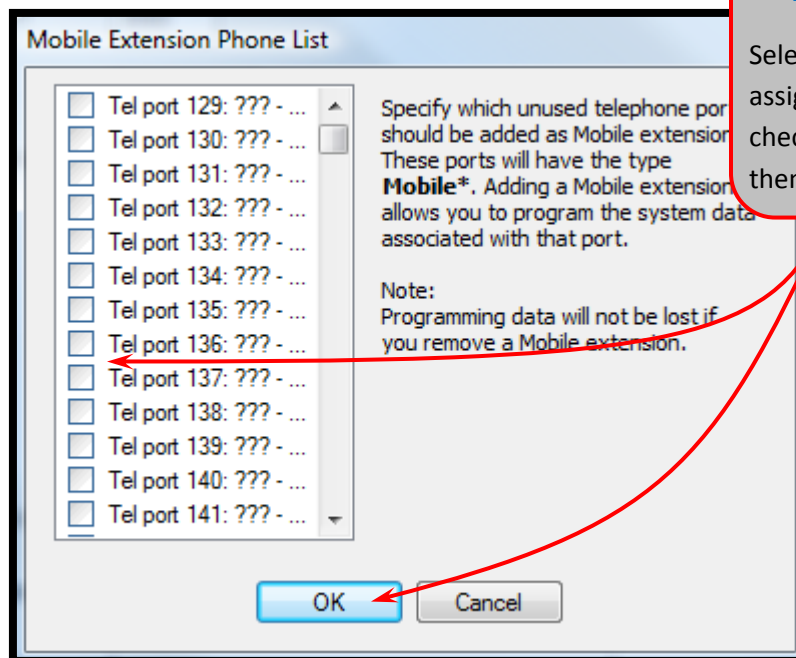 Mobile Extension Phone List
Tel port 129: ??? - ...
Tel port 130: ??? - ...
Tel port 131: ??? - ...
Tel port 132: ??? - ...
Tel port 133: ??? - ...
Tel port 134: ??? - ...
Tel port 135: ??? - ...
Tel port 136: ??? - ...
Tel port 137: ??? - ...
Tel port 138: ??? - ...
Tel port 139: ??? - ...
Tel port 140: ??? - ...
Tel port 141: ??? - ...
Specify which unused telephone por
should be added as Mobile extension
These ports will have the type
Mobile*. Adding a Mobile extension
allows you to program the system data
associated with that port.
Note:
Programming data will not be lost if
you remove a Mobile extension.
OK
Cancel